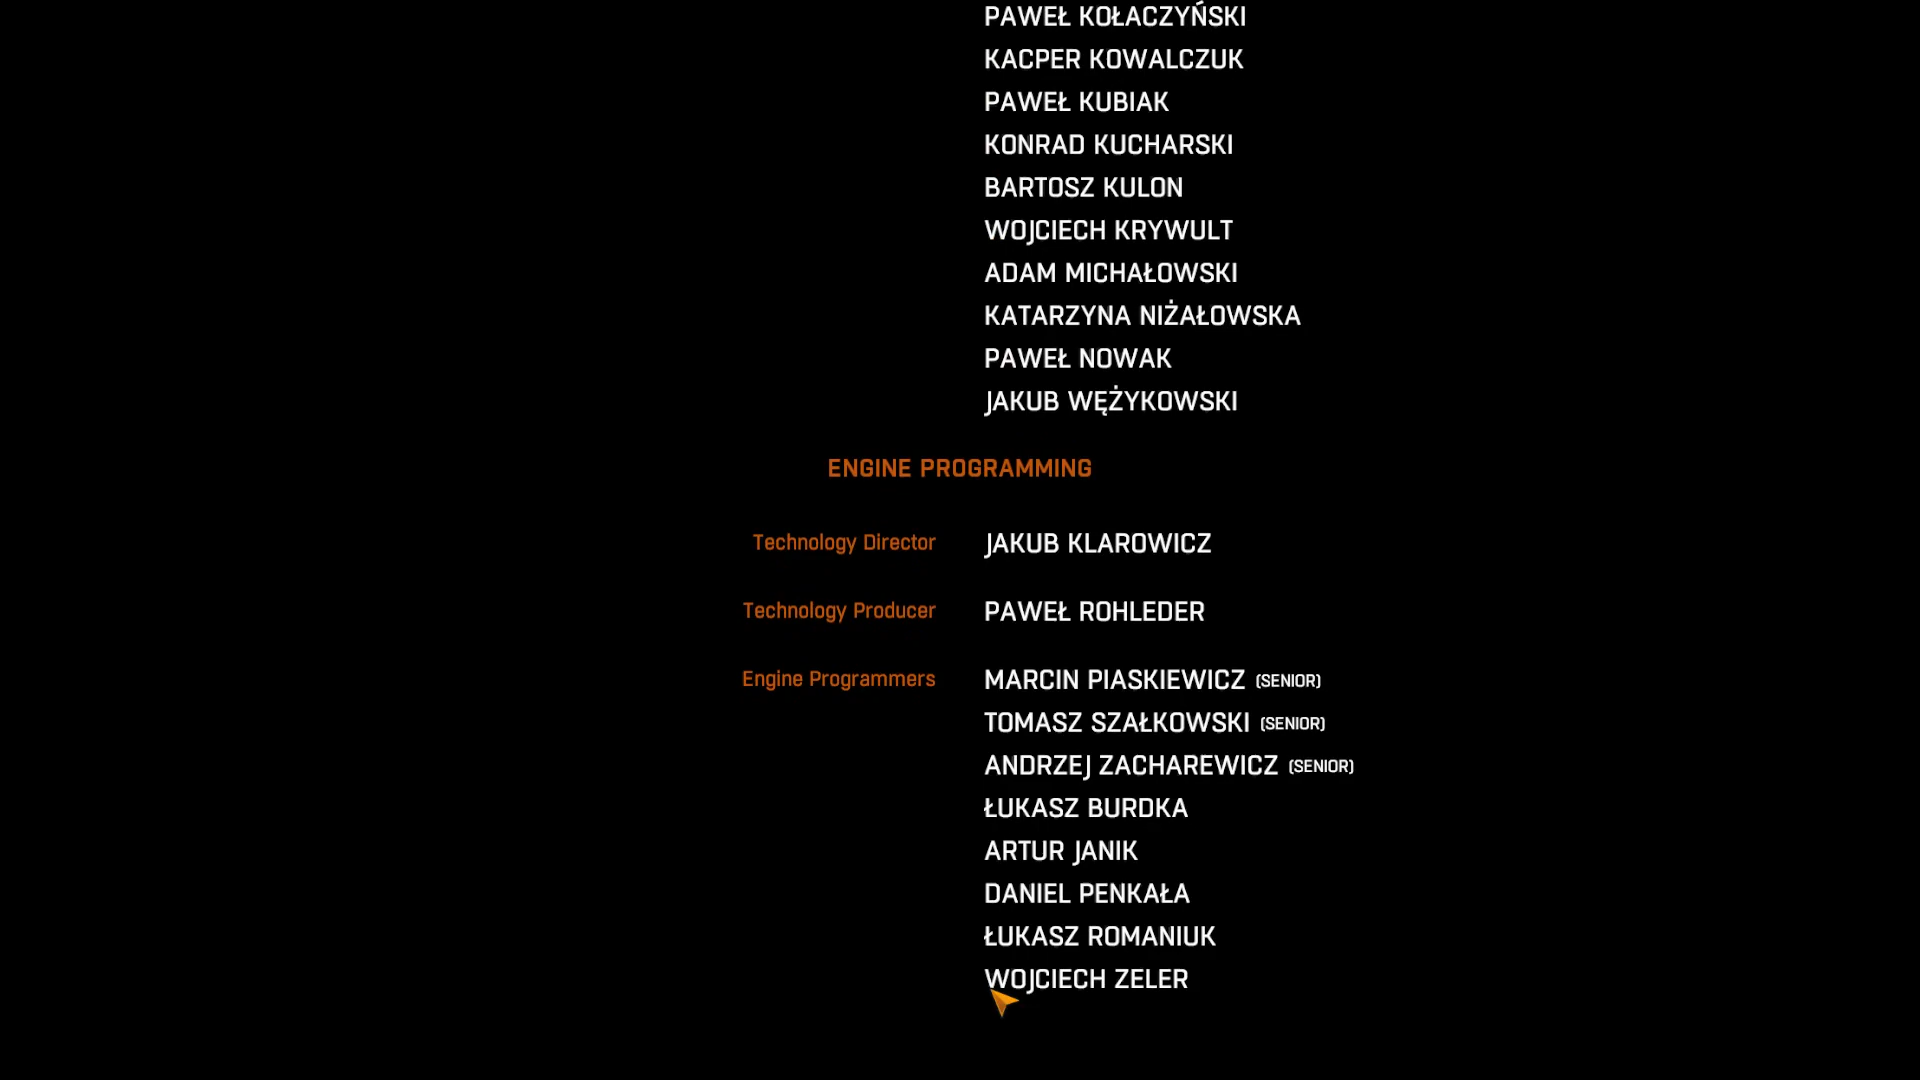 PAWEŁ KOŁACZYŃSKI
KACPER KOWALCZUK
PAWEŁ KUBIAK
KONRAD KUCHARSKI
BARTOSZ KULON
WOJCIECH KRYWULT
ADAM MICHAŁOWSKI
KATARZYNA NIŻAŁOWSKA
PAWEŁ NOWAK
JAKUB WĘŻYKOWSKI
ENGINE PROGRAMMING
Technology Director JAKUB KLAROWICZ
Technology Producer PAWEŁ ROHLEDER
Engine Programmers MARCIN PIASKIEWICZ (SENIOR)
TOMASZ SZAŁKOWSKI (SENIOR)
ANDRZEJ ZACHAREWICZ (SENIOR)
ŁUKASZ BURDKA
ARTUR JANIK
DANIEL PENKAŁA
ŁUKASZ ROMANIUK
WOJCIECH ZELER